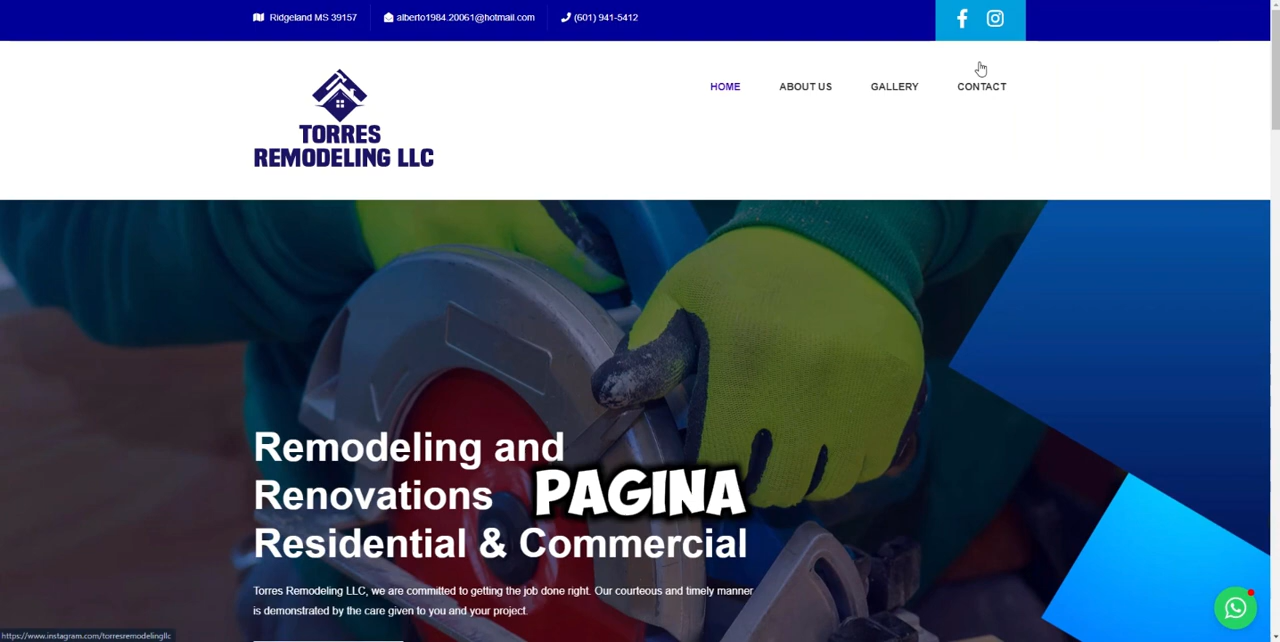 Ridgeland MS 39157
alberto1984.20061@hotmail.com
(601) 941-5412
TORRES
REMODELING LLC
HOME
ABOUT US
GALLERY
CONTACT
Remodeling and
Renovations
PAGINA
Residential & Commercial
Torres Remodeling LLC, we are committed to getting the job done right. Our courteous and timely manner
is demonstrated by the care given to you and your project.
https://www.instagram.com/torresremodelingllc